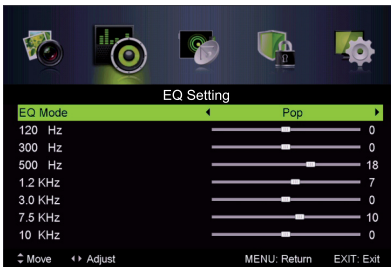 EQ Setting
EQ Mode Pop
120 Hz 0
300 Hz 0
500 Hz 18
1.2 KHz 7
3.0 KHz 0
7.5 KHz 10
10 KHz 0
Move Adjust MENU: Return EXIT: Exit